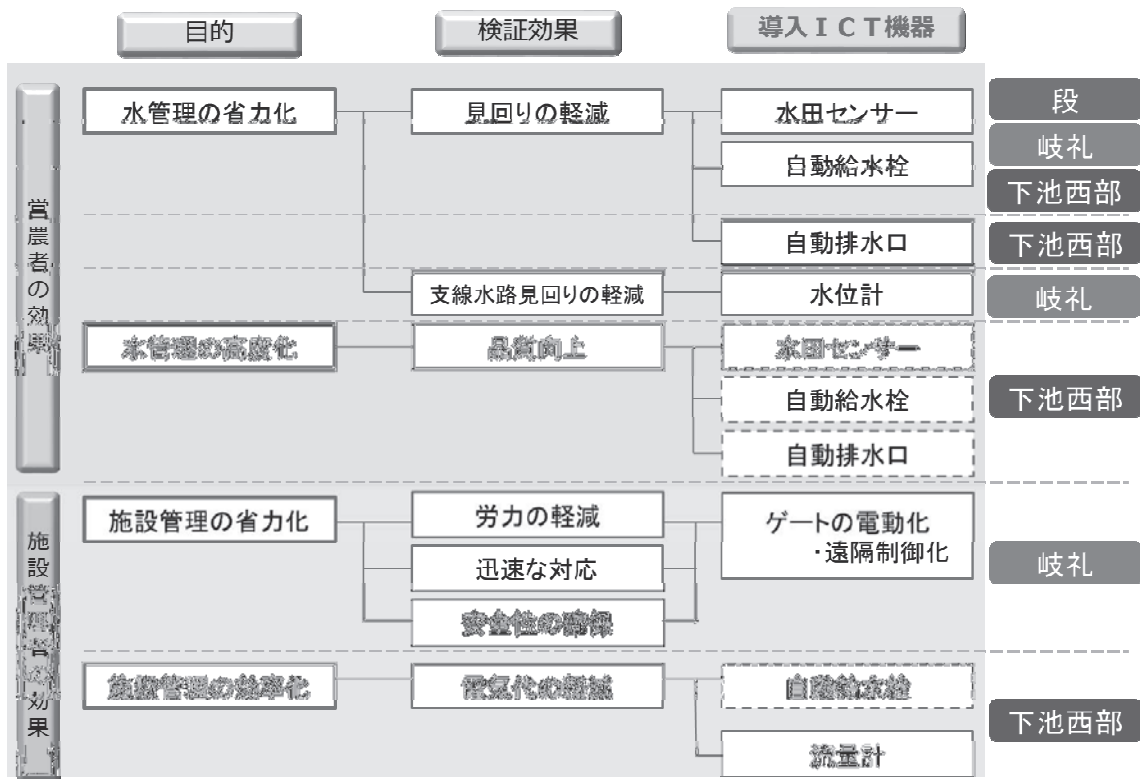 目的
検証効果
導入ＩＣＴ機器
営農者の効果
水管理の省力化
見回りの軽減
水田センサー
段
岐礼
自動給水栓
下池西部
自動排水口
下池西部
支線水路見回りの軽減
水位計
岐礼
水管理の高度化
品質向上
水田センサー
自動給水栓
下池西部
自動排水口
施設管理者の効果
施設管理の省力化
労力の軽減
ゲートの電動化
・遠隔制御化
迅速な対応
岐礼
安全性の確保
施設管理の効率化
電気代の軽減
自動給水栓
下池西部
流量計